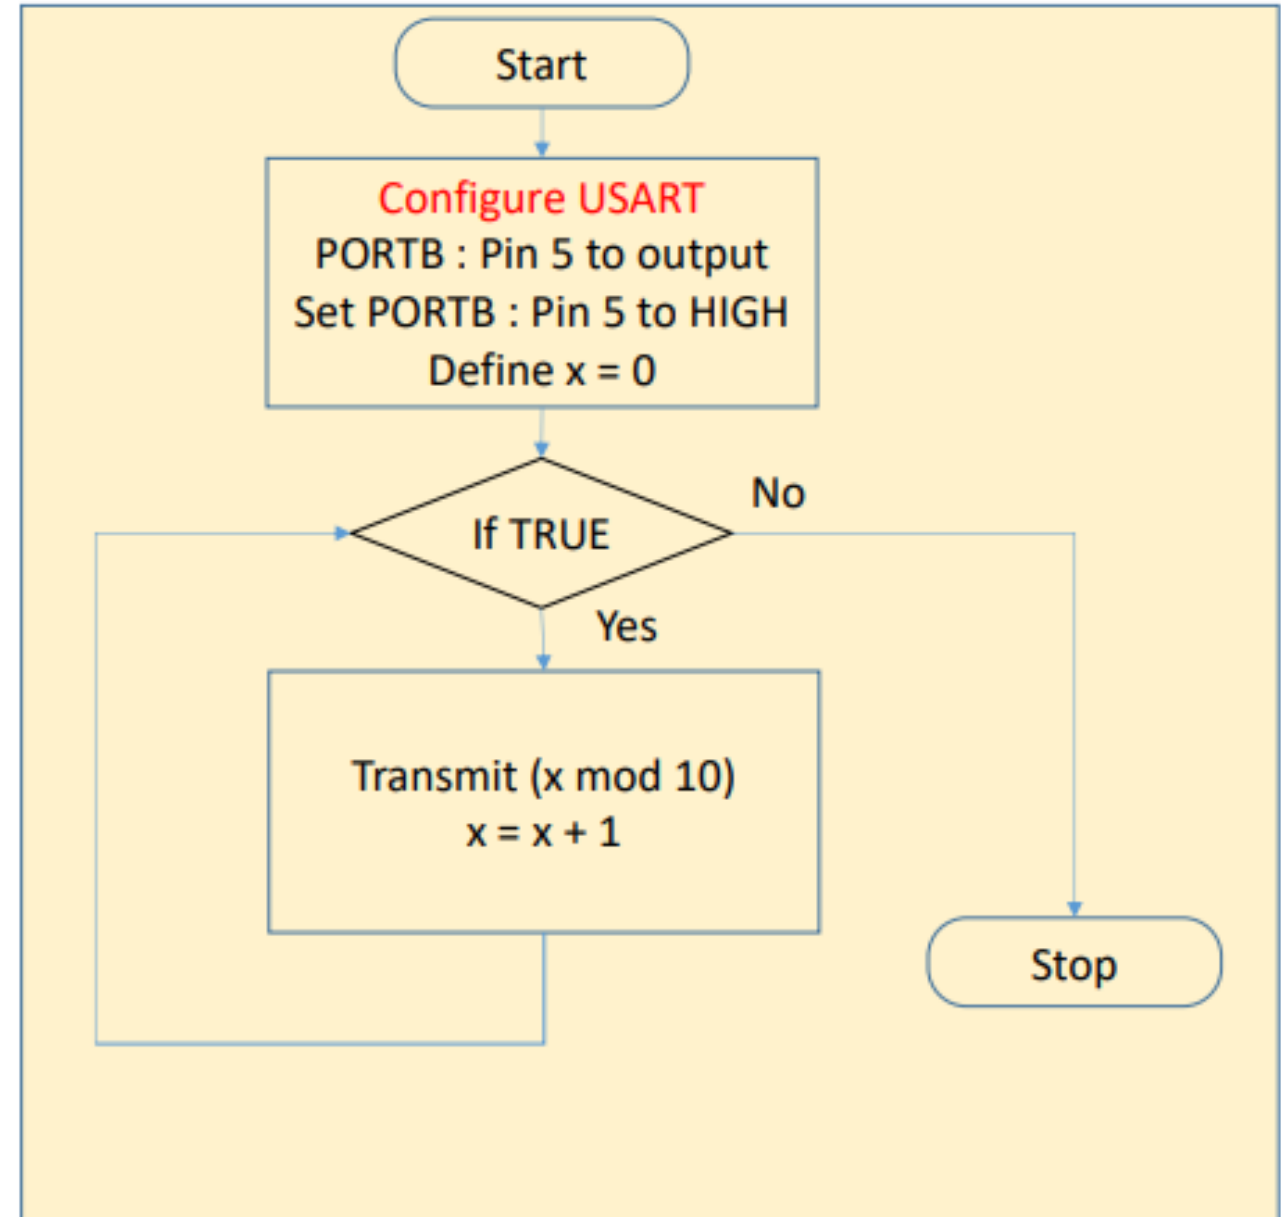 Start
Configure USART
PORTB : Pin 5 to output
Set PORTB : Pin 5 to HIGH
Define x = 0
No
If TRUE
Yes
Transmit (x mod 10)
x = x + 1
Stop